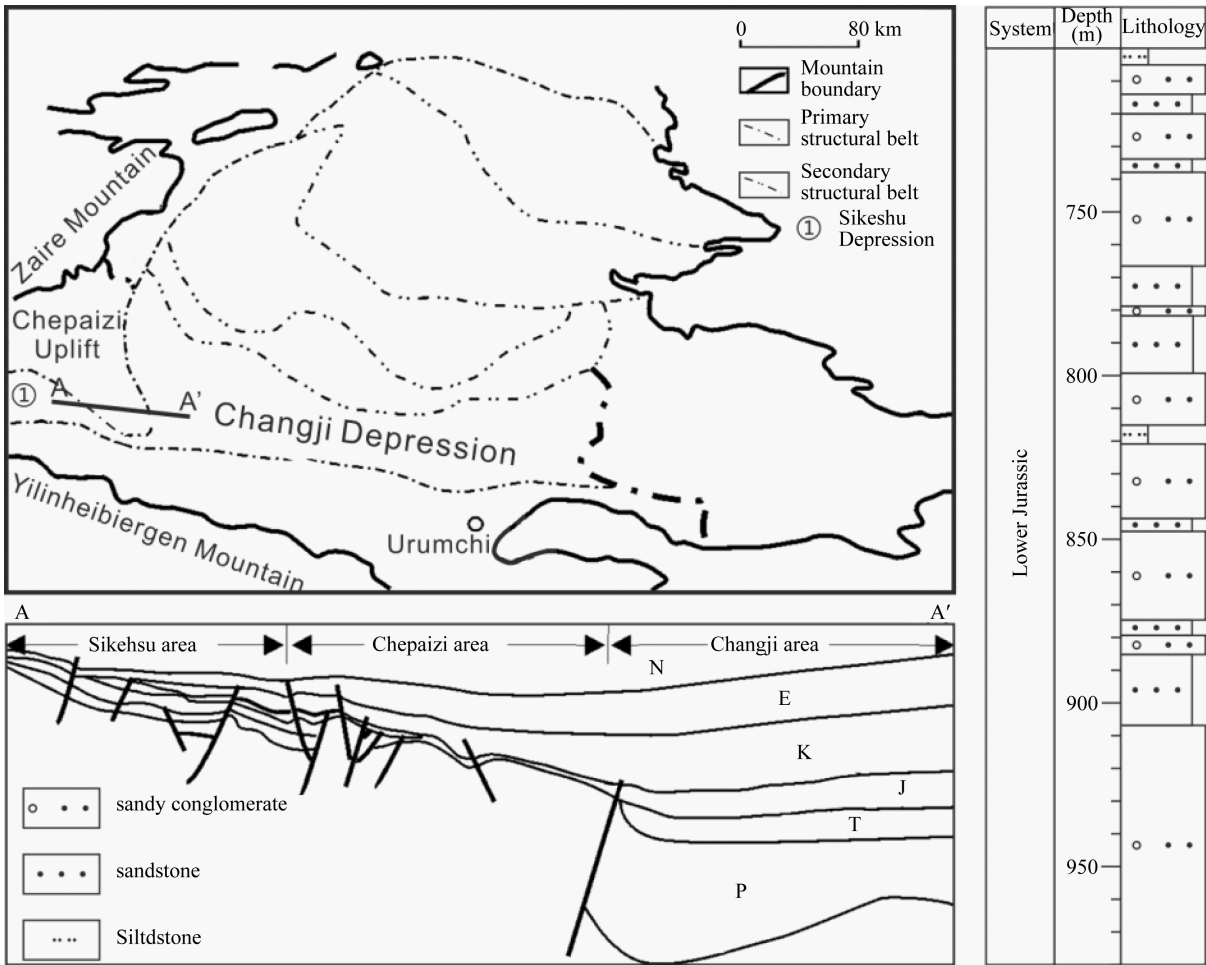 0 80 km
Mountain
boundary
Primary
structural belt
Secondary
structural belt
① Sikeshu
Depression
Zaire Mountain
Chepaizi
Uplift
①
A A'
Changji Depression
Yilinheibiergen Mountain
Urumchi
A A′
Sikehsu area Chepaizi area Changji area
N
E
K
J
T
P
sandy conglomerate
sandstone
Siltdstone
System Depth
(m) Lithology
Lower Jurassic
750
800
850
900
950